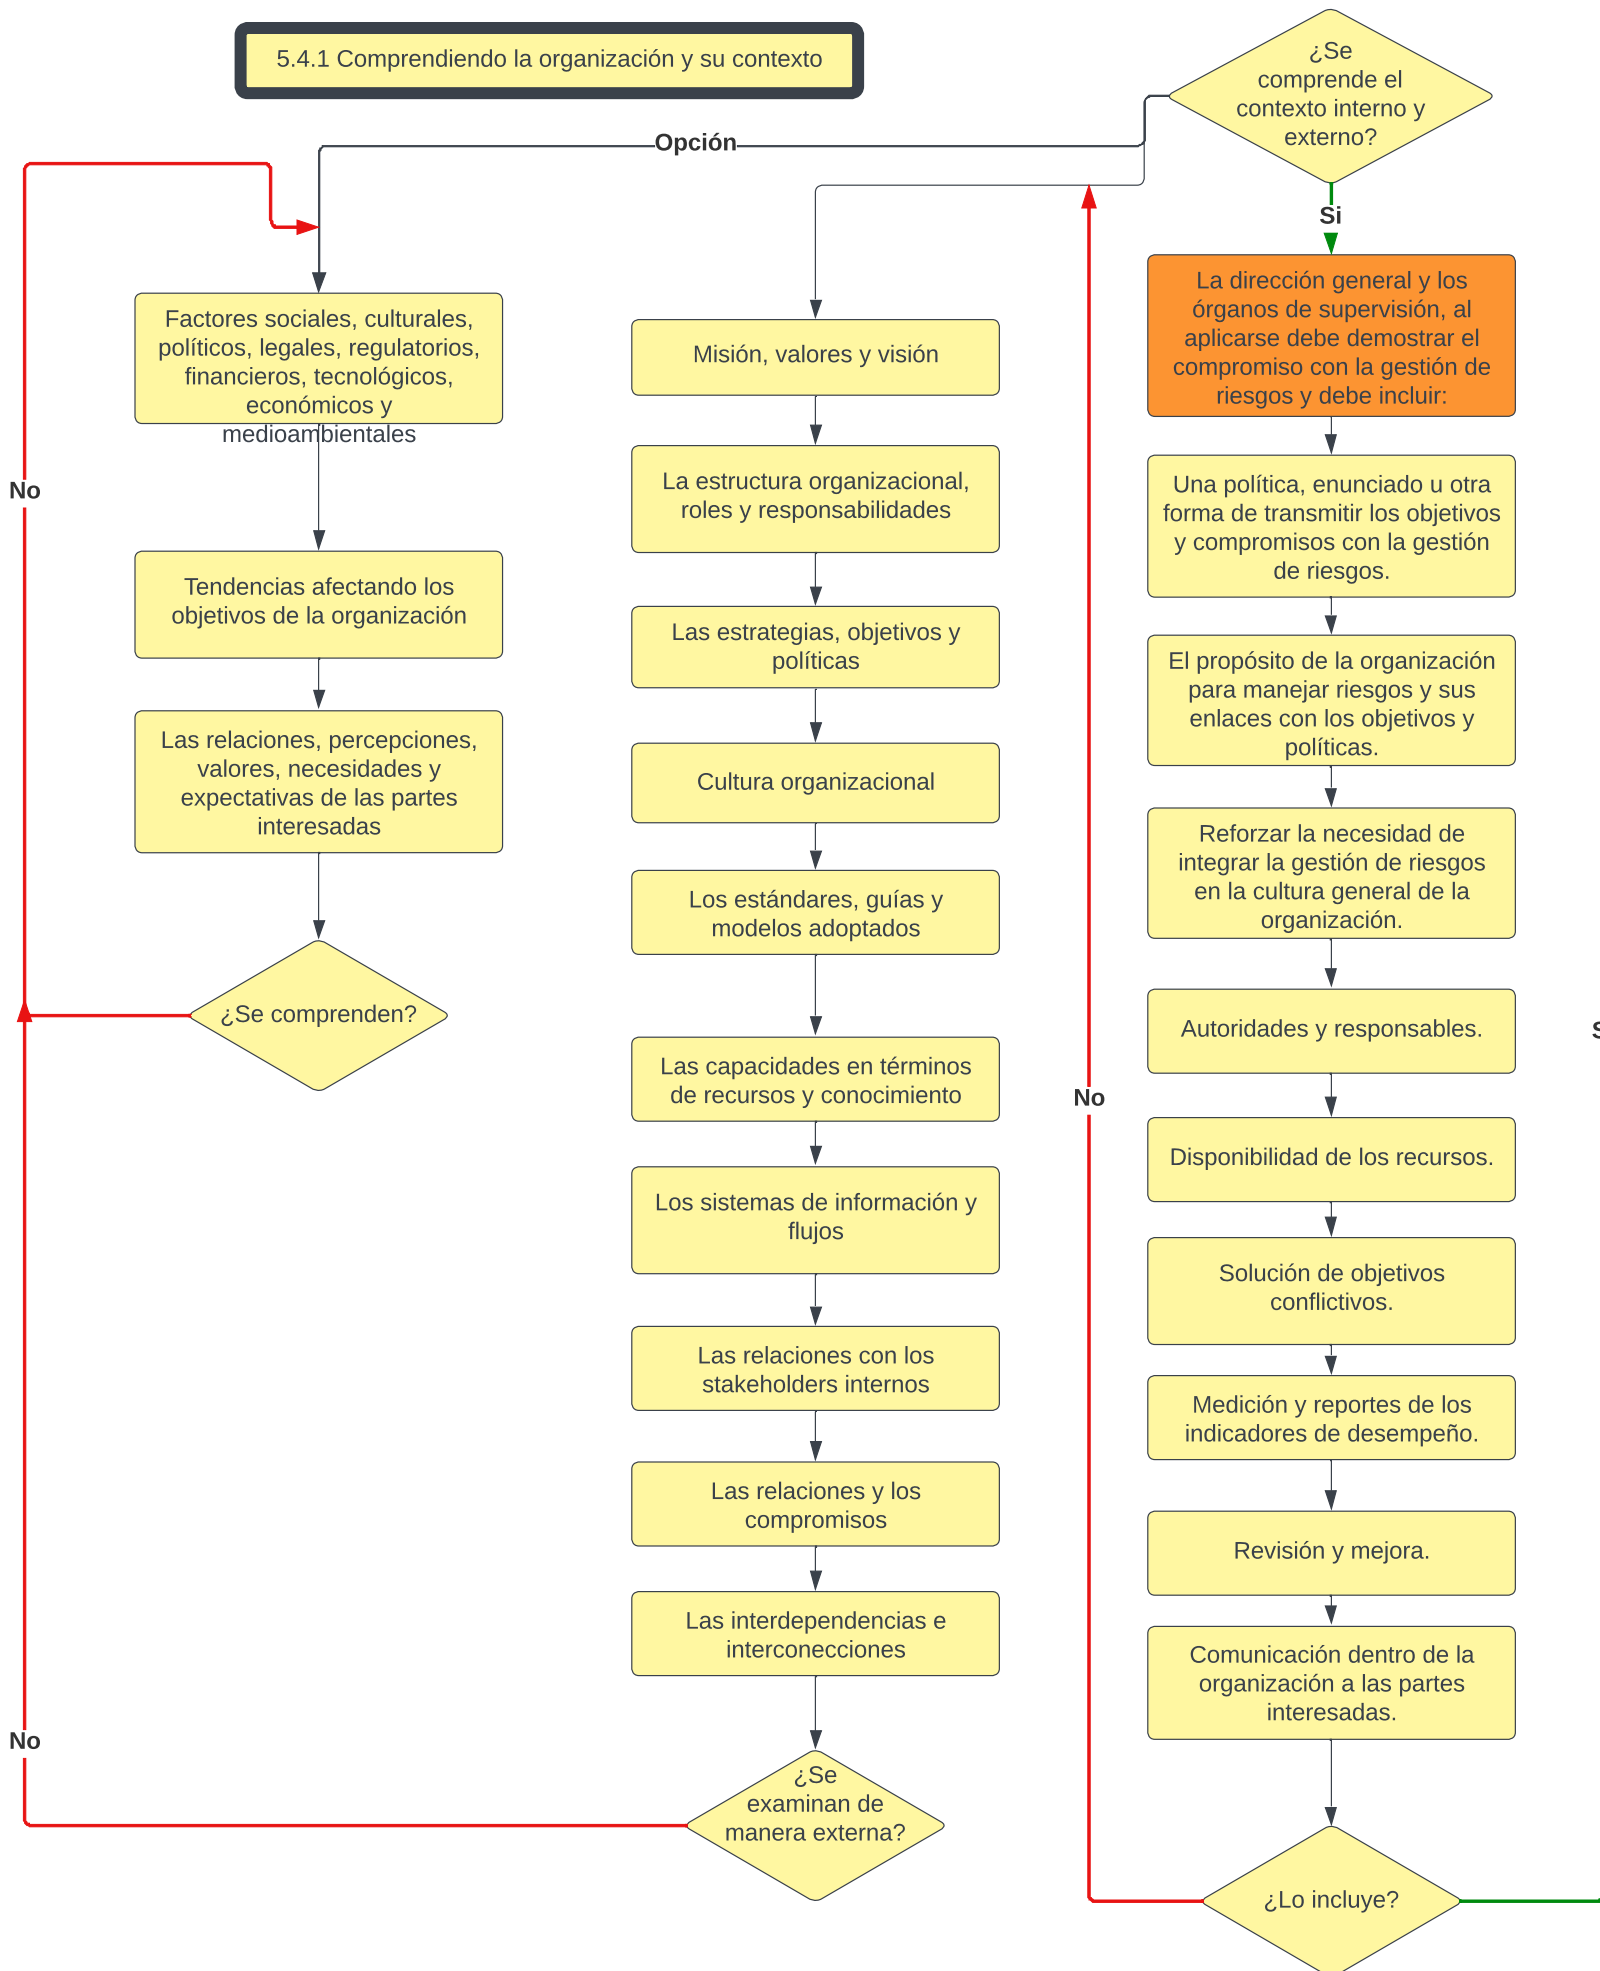 5.4.1 Comprendiendo la organización y su contexto
¿Se
comprende el
contexto interno y
externo?
Opción
Si
No
Factores sociales, culturales,
políticos, legales, regulatorios,
financieros, tecnológicos,
económicos y
medioambientales
Tendencias afectando los
objetivos de la organización
Las relaciones, percepciones,
valores, necesidades y
expectativas de las partes
interesadas
¿Se comprenden?
No
Misión, valores y visión
La estructura organizacional,
roles y responsabilidades
Las estrategias, objetivos y
políticas
Cultura organizacional
Los estándares, guías y
modelos adoptados
Las capacidades en términos
de recursos y conocimiento
Los sistemas de información y
flujos
Las relaciones con los
stakeholders internos
Las relaciones y los
compromisos
Las interdependencias e
interconecciones
¿Se
examinan de
manera externa?
No
La dirección general y los
órganos de supervisión, al
aplicarse debe demostrar el
compromiso con la gestión de
riesgos y debe incluir:
Una política, enunciado u otra
forma de transmitir los objetivos
y compromisos con la gestión
de riesgos.
El propósito de la organización
para manejar riesgos y sus
enlaces con los objetivos y
políticas.
Reforzar la necesidad de
integrar la gestión de riesgos
en la cultura general de la
organización.
Autoridades y responsables.
Disponibilidad de los recursos.
Solución de objetivos
conflictivos.
Medición y reportes de los
indicadores de desempeño.
Revisión y mejora.
Comunicación dentro de la
organización a las partes
interesadas.
¿Lo incluye?